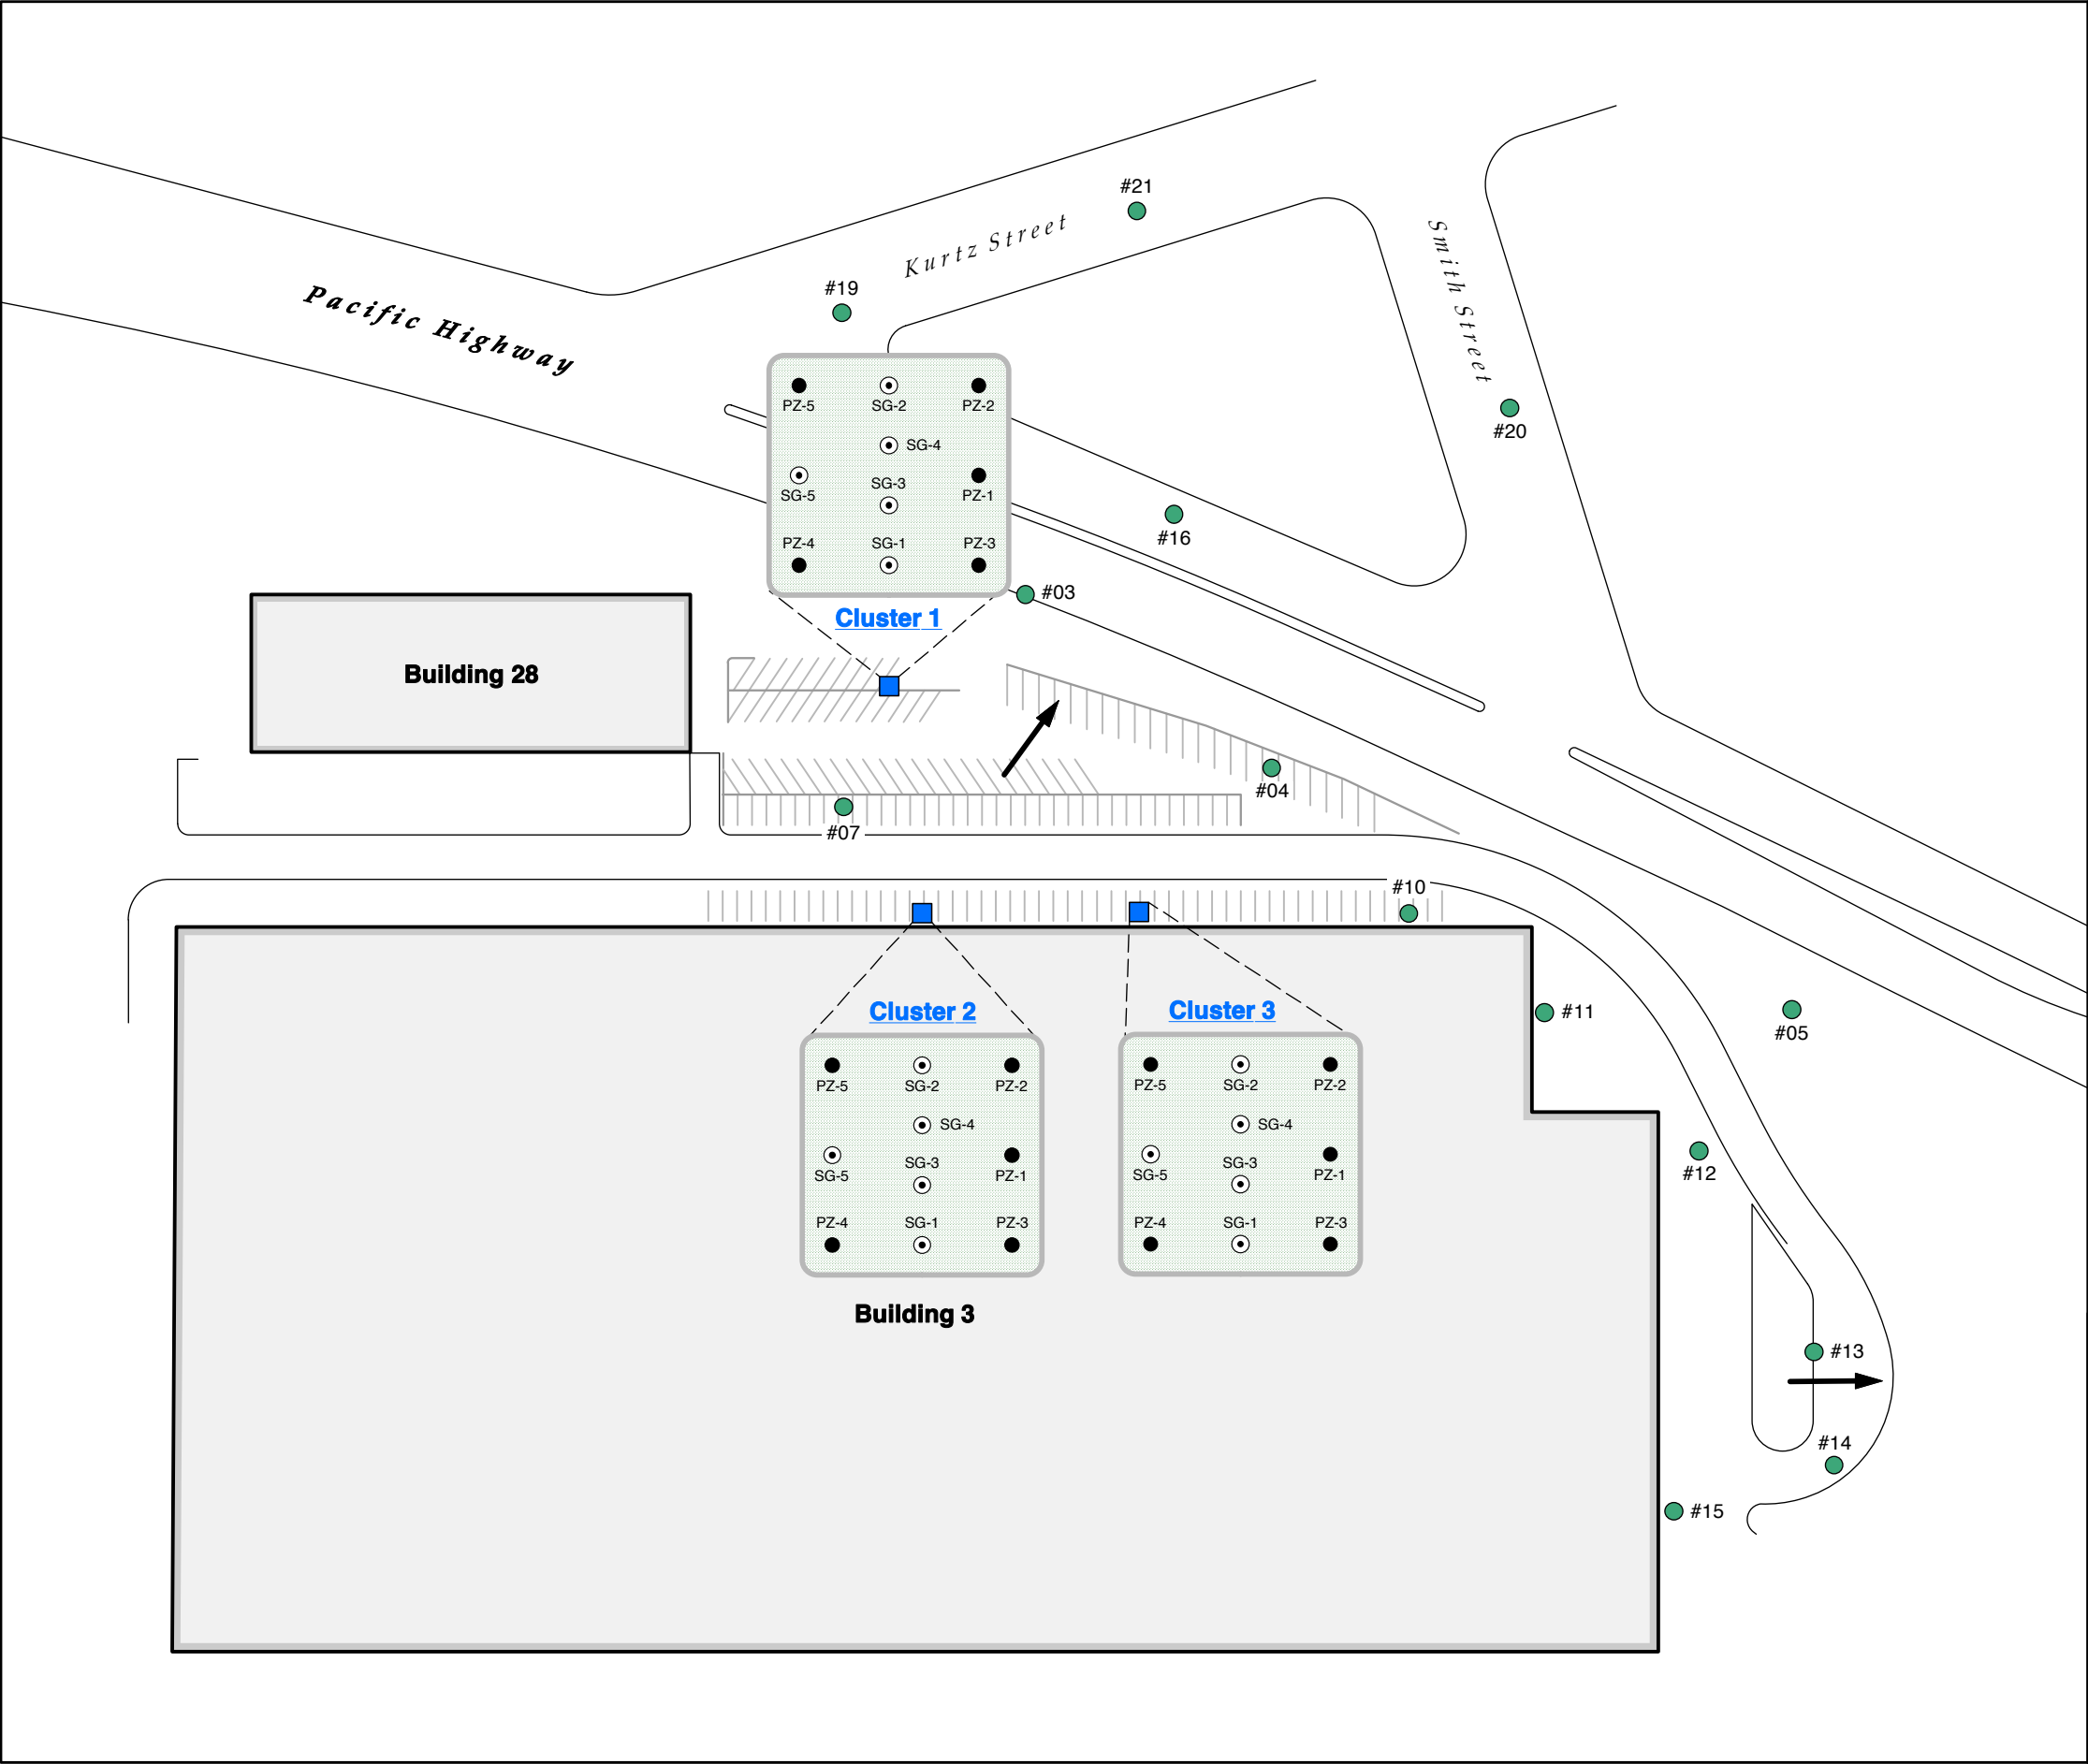 #21
Kurtz Street
Smith Street
#19
Pacific Highway
PZ-5
SG-2
PZ-2
#20
SG-4
SG-3
SG-5
PZ-1
#16
PZ-4
SG-1
PZ-3
#03
Cluster 1
Building 28
#04
#07
#10
Cluster 2
Cluster 3
#11
#05
PZ-5
SG-2
PZ-2
PZ-5
SG-2
PZ-2
SG-4
SG-4
SG-3
SG-5
PZ-1
SG-3
SG-5
PZ-1
#12
PZ-4
SG-1
PZ-3
PZ-4
SG-1
PZ-3
Building 3
#13
#14
#15